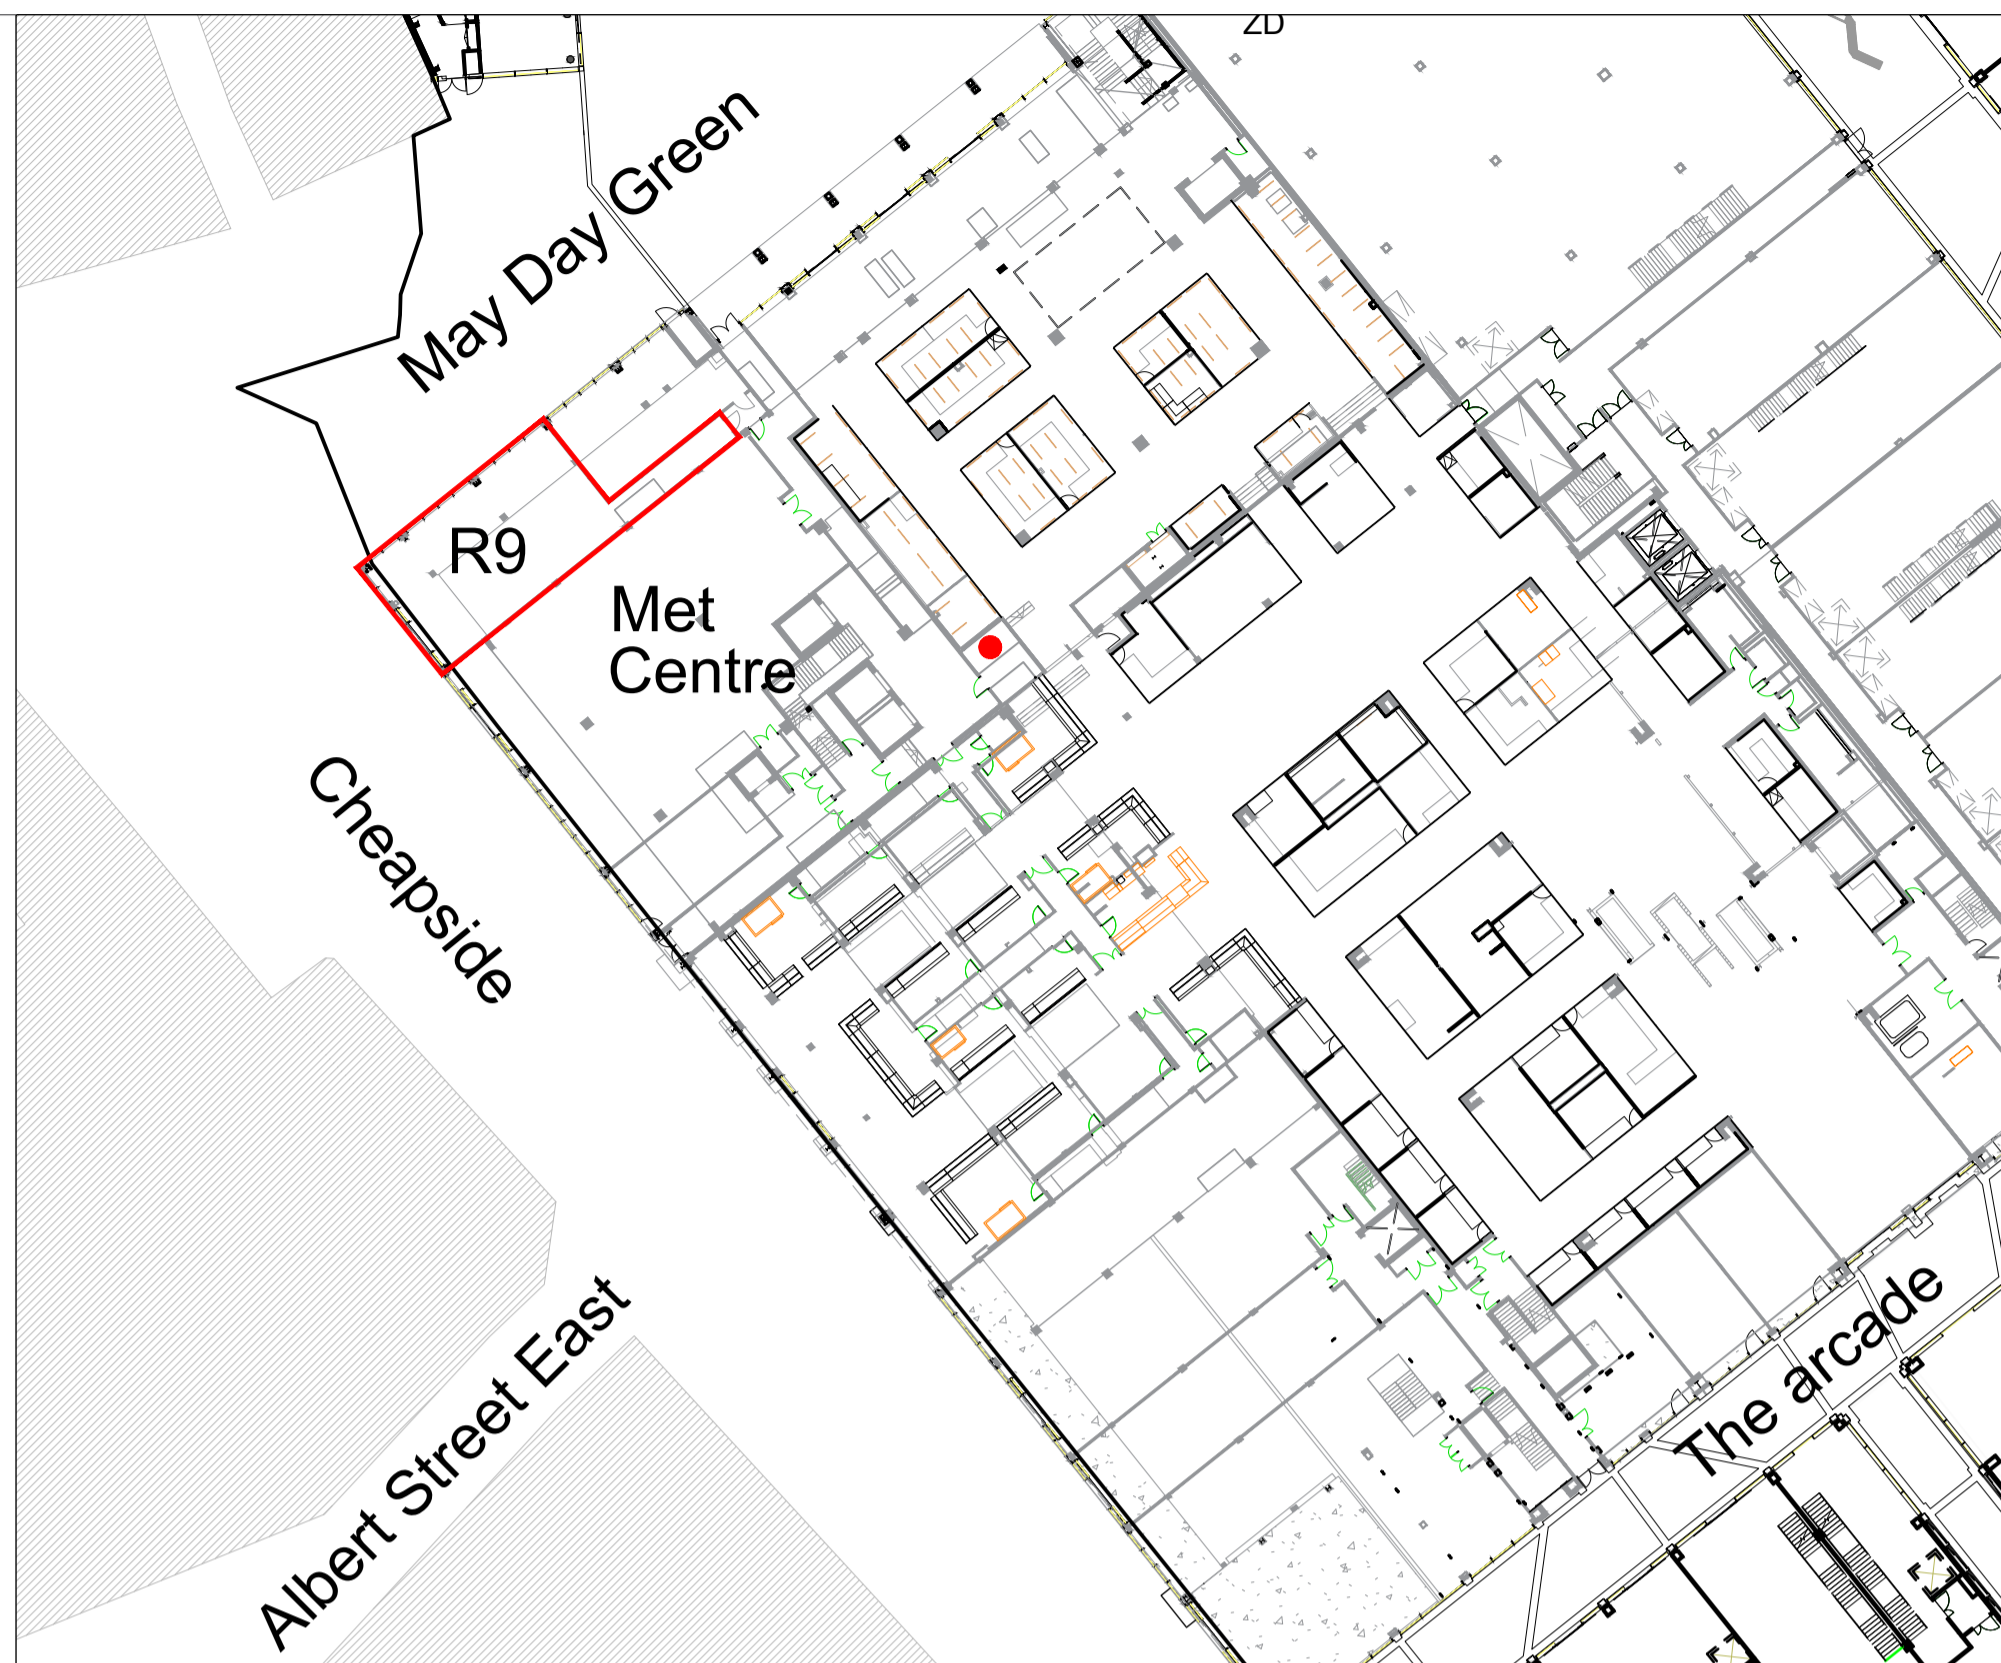 May Day Green
R9
Met
Centre
Cheapside
Albert Street East
The arcade